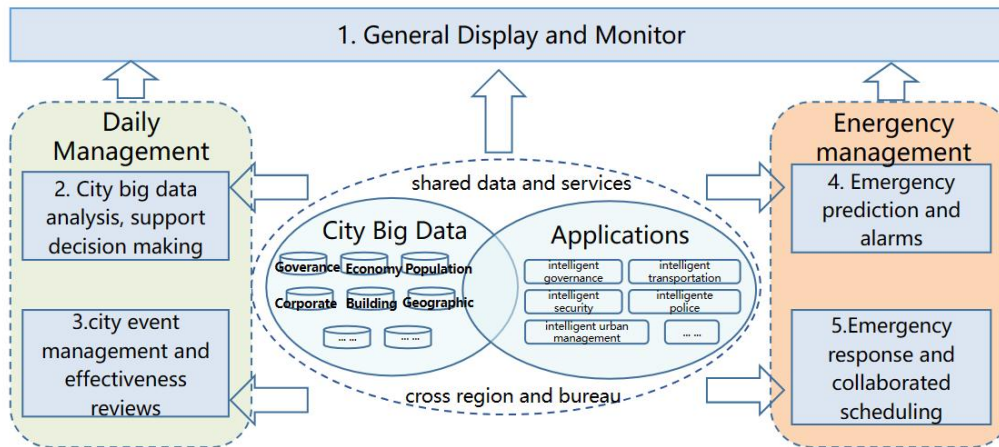 1. General Display and Monitor
Daily
Management
2. City big data
analysis, support
decision making
3.city event
management and
effectiveness
reviews
shared data and services
City Big Data
Goverance
Economy
Population
Corporate
Building
Geographic
... ...
... ...
Applications
intelligent
governance
intelligent
transportation
intelligent
security
intelligente
police
intelligent urban
management
... ...
cross region and bureau
Energency
management
4. Emergency
prediction and
alarms
5.Emergency
response and
collaborated
scheduling